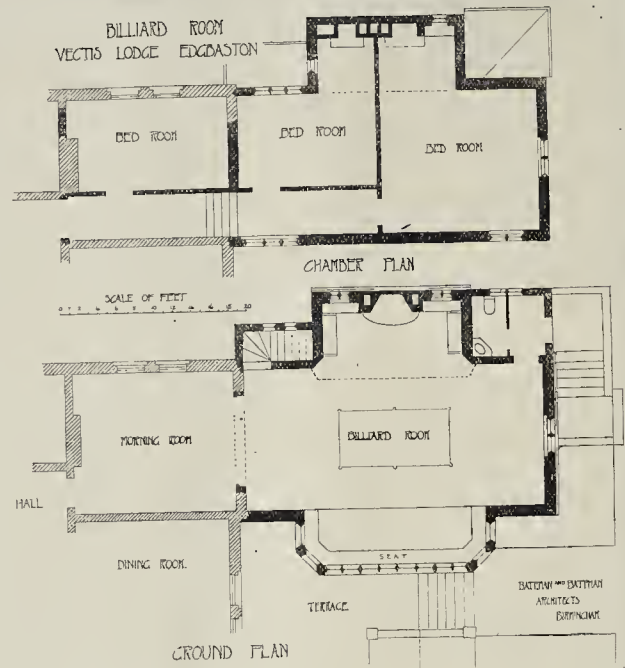 BILLIARD ROOM
VECTIS LODGE EDGBASTON
BED ROOM
BED ROOM
BED ROOM
CHAMBER PLAN
SCALE OF FEET
MORNING ROOM
BILLIARD ROOM
HALL
SEAT
DINING ROOM.
TERRACE
BATEMAN AND BATEMAN
ARCHITECTS
BIRMINGHAM
GROUND PLAN